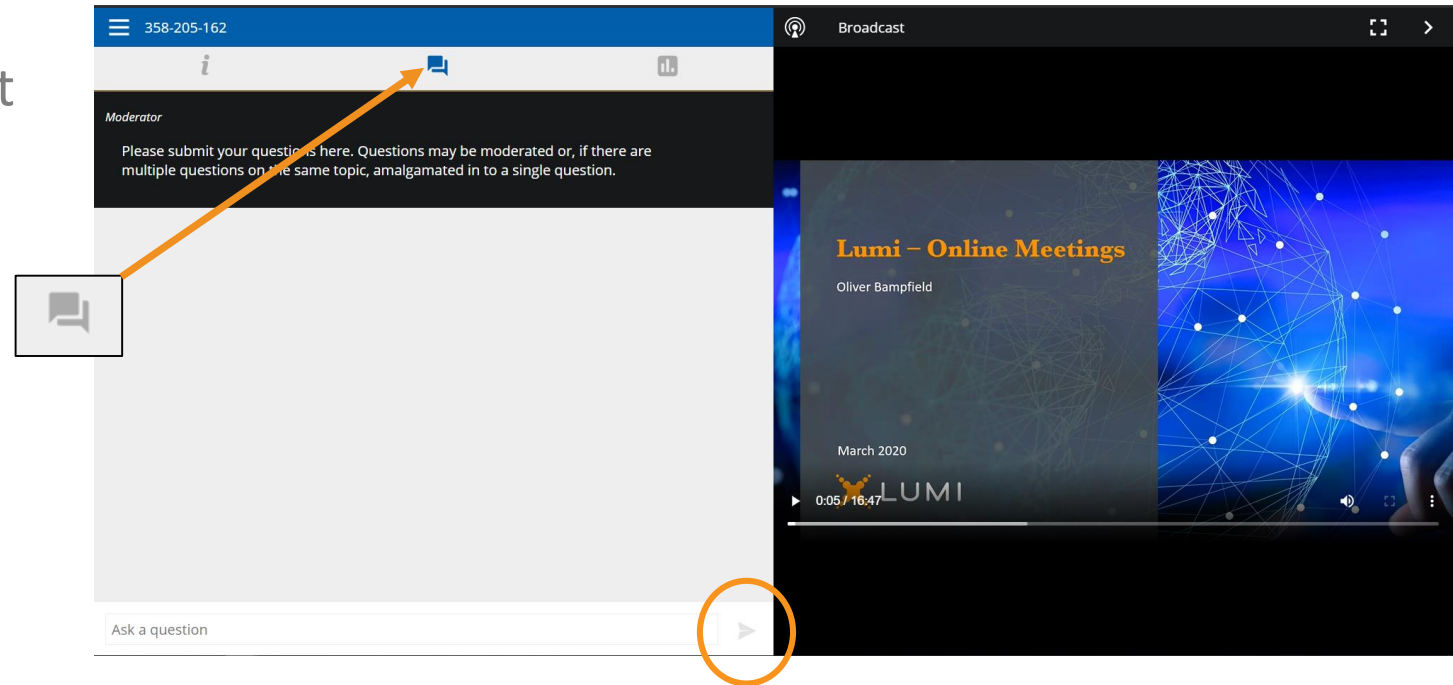 t
358-205-162
i
Moderator
Please submit your questions here. Questions may be moderated or, if there are
multiple questions on the same topic, amalgamated in to a single question.
Ask a question
Broadcast
Lumi – Online Meetings
Oliver Bampfield
March 2020
LUMI
0:05 / 16:47